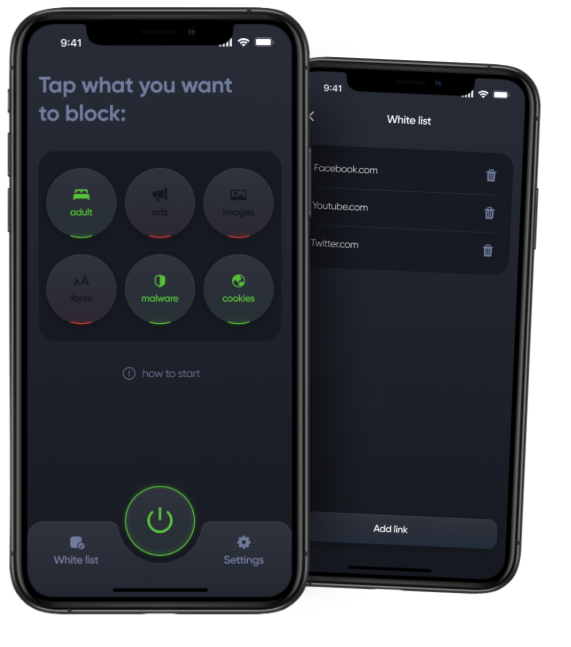 9:41
Tap what you want
to block:
adult
ads
images
fonts
malware
cookies
how to start
White list
Settings
9:41
White list
Facebook.com
Youtube.com
Twitter.com
Add link